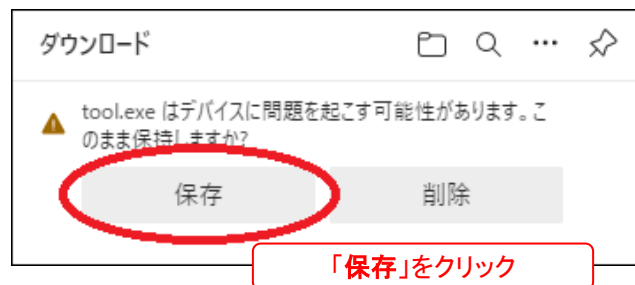 ダウンロード
tool.exe はデバイスに問題を起こす可能性があります。こ
のまま保持しますか?
保存
削除
「保存」をクリック